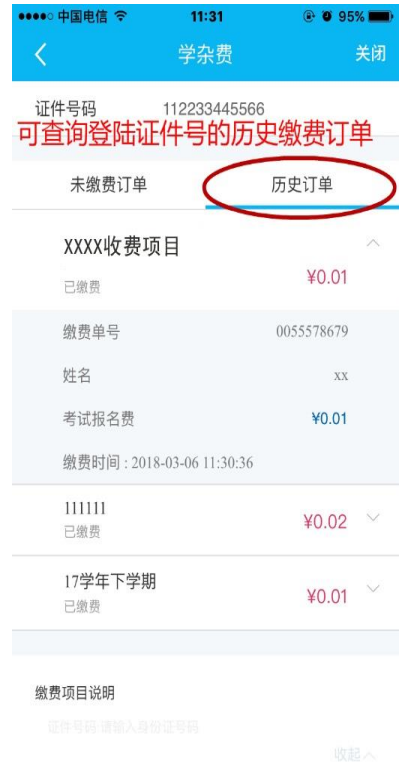 中国电信 11:31 95%
学杂费 关闭
证件号码 112233445566
可查询登陆证件号的历史缴费订单
未缴费订单 历史订单
XXXX收费项目
¥0.01
已缴费
缴费单号 0055578679
姓名 xx
考试报名费 ¥0.01
缴费时间 : 2018-03-06 11:30:36
111111
¥0.02
已缴费
17学年下学期
¥0.01
已缴费
缴费项目说明
证件号码:请输入身份证号码
收起